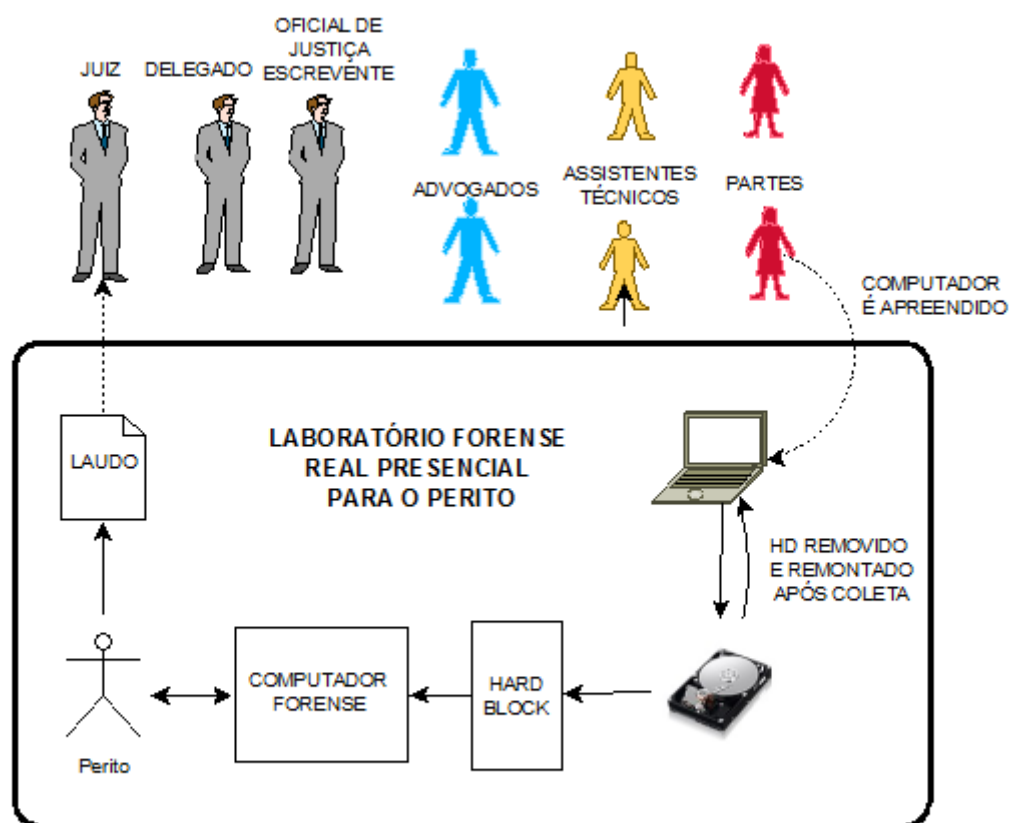 OFICIAL DE
JUSTIÇA
ESCREVENTE
JUIZ
DELEGADO
ADVOGADOS
ASSISTENTES
TÉCNICOS
PARTES
COMPUTADOR
É APREENDIDO
LAUDO
LABORATÓRIO FORENSE
REAL PRESENCIAL
PARA O PERITO
HD REMOVIDO
E REMONTADO
APÓS COLETA
COMPUTADOR
FORENSE
HARD
BLOCK
Perito